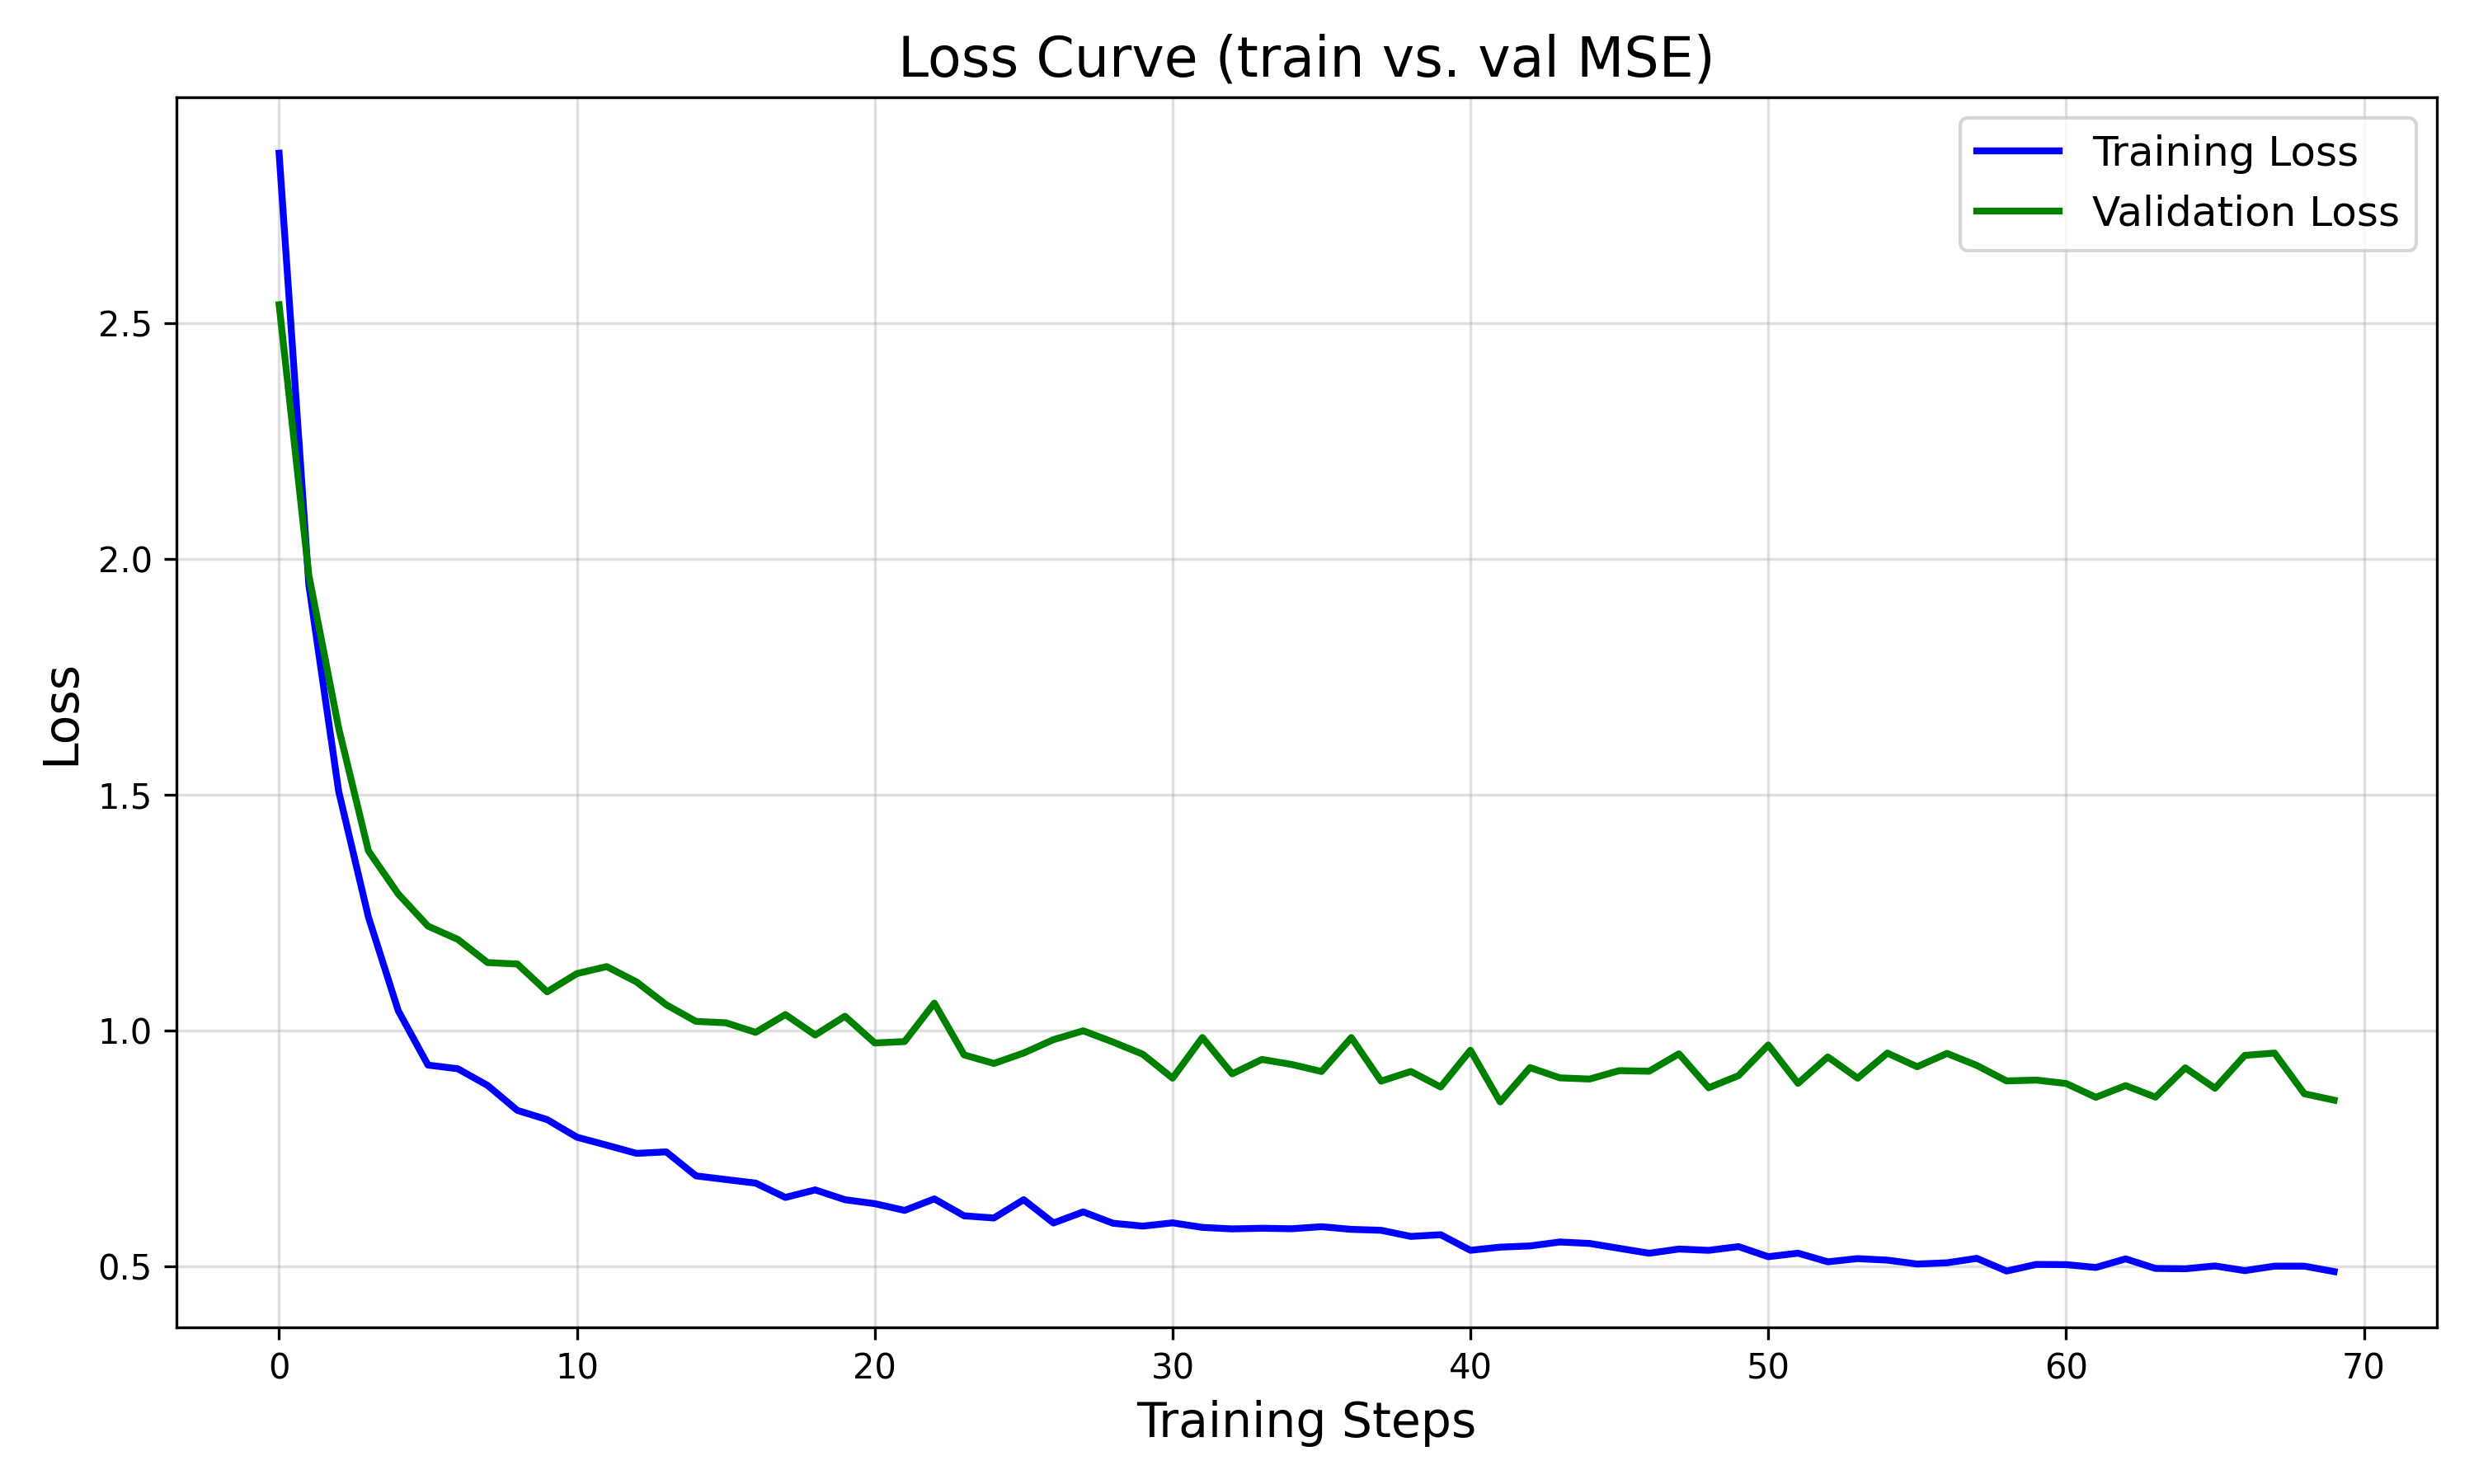 Loss Curve (train vs. val MSE)
Training Loss
Validation Loss
Loss
2.5
2.0
1.5
1.0
0.5
0 10 20 30 40 50 60 70
Training Steps